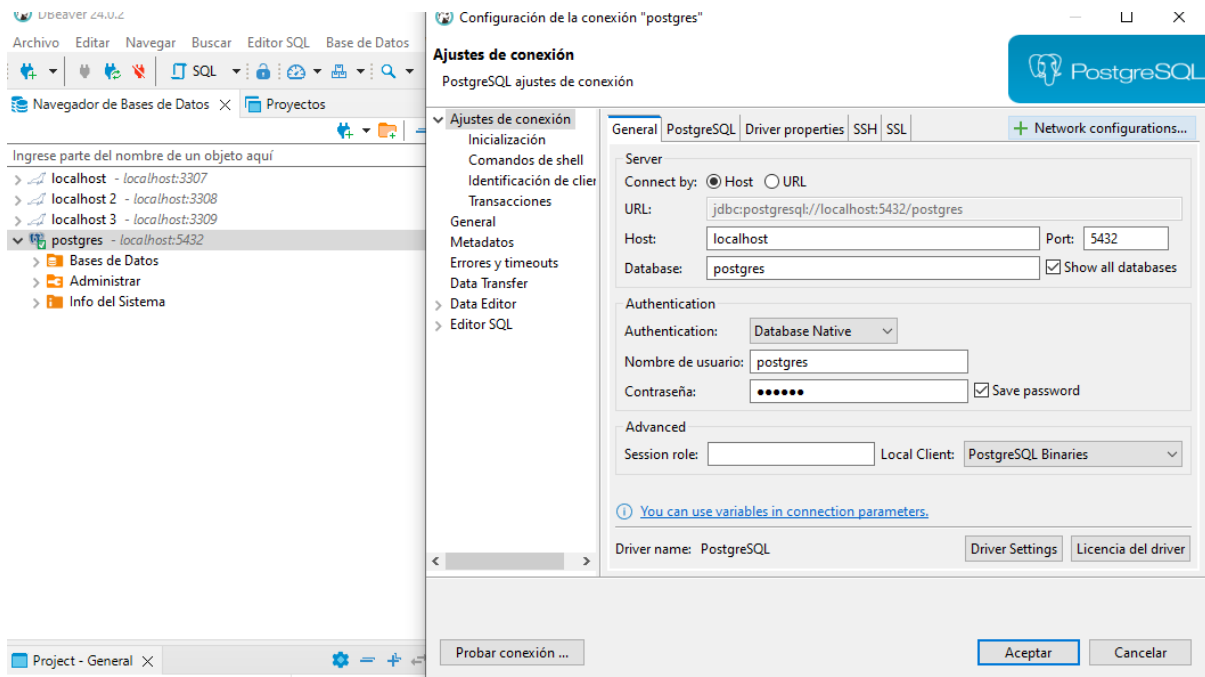 DBeaver 24.0.2
Archivo Editar Navegar Buscar Editor SQL Base de Datos
SQL
Navegador de Bases de Datos
Proyectos
Ingrese parte del nombre de un objeto aquí
localhost - localhost:3307
localhost 2 - localhost:3308
localhost 3 - localhost:3309
postgres - localhost:5432
Bases de Datos
Administrar
Info del Sistema
Project - General
Configuración de la conexión "postgres"
Ajustes de conexión
PostgreSQL ajustes de conexión
PostgreSQL
Ajustes de conexión
Inicialización
Comandos de shell
Identificación de clier
Transacciones
General
Metadatos
Errores y timeouts
Data Transfer
Data Editor
Editor SQL
General PostgreSQL Driver properties SSH SSL
Network configurations...
Server
Connect by: Host URL
URL: jdbc:postgresql://localhost:5432/postgres
Host: localhost Port: 5432
Database: postgres Show all databases
Authentication
Authentication: Database Native
Nombre de usuario: postgres
Contraseña: •••••• Save password
Advanced
Session role: Local Client: PostgreSQL Binaries
You can use variables in connection parameters.
Driver name: PostgreSQL Driver Settings Licencia del driver
Probar conexión ... Aceptar Cancelar